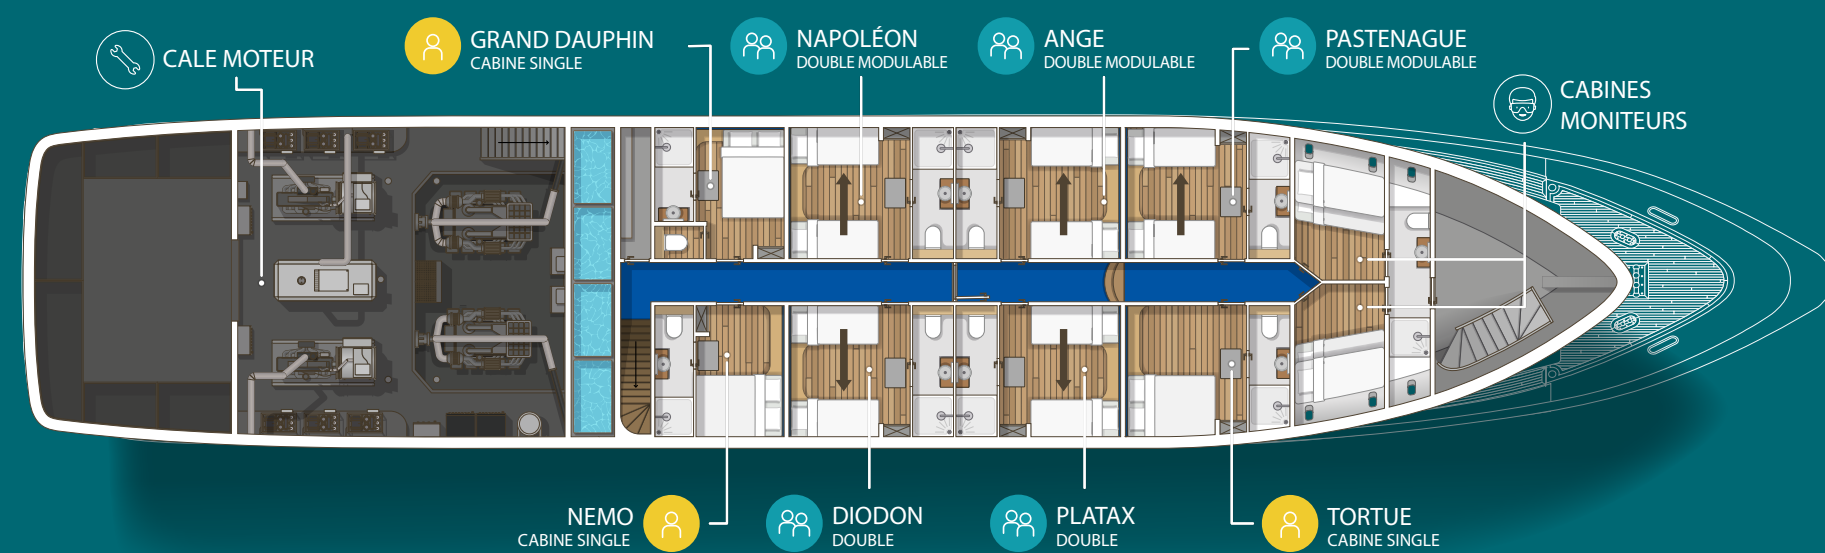 CALE MOTEUR
GRAND DAUPHIN
CABINE SINGLE
NAPOLÉON
DOUBLE MODULABLE
ANGE
DOUBLE MODULABLE
PASTENAGUE
DOUBLE MODULABLE
CABINES
MONITEURS
NEMO
CABINE SINGLE
DIODON
DOUBLE
PLATAX
DOUBLE
TORTUE
CABINE SINGLE